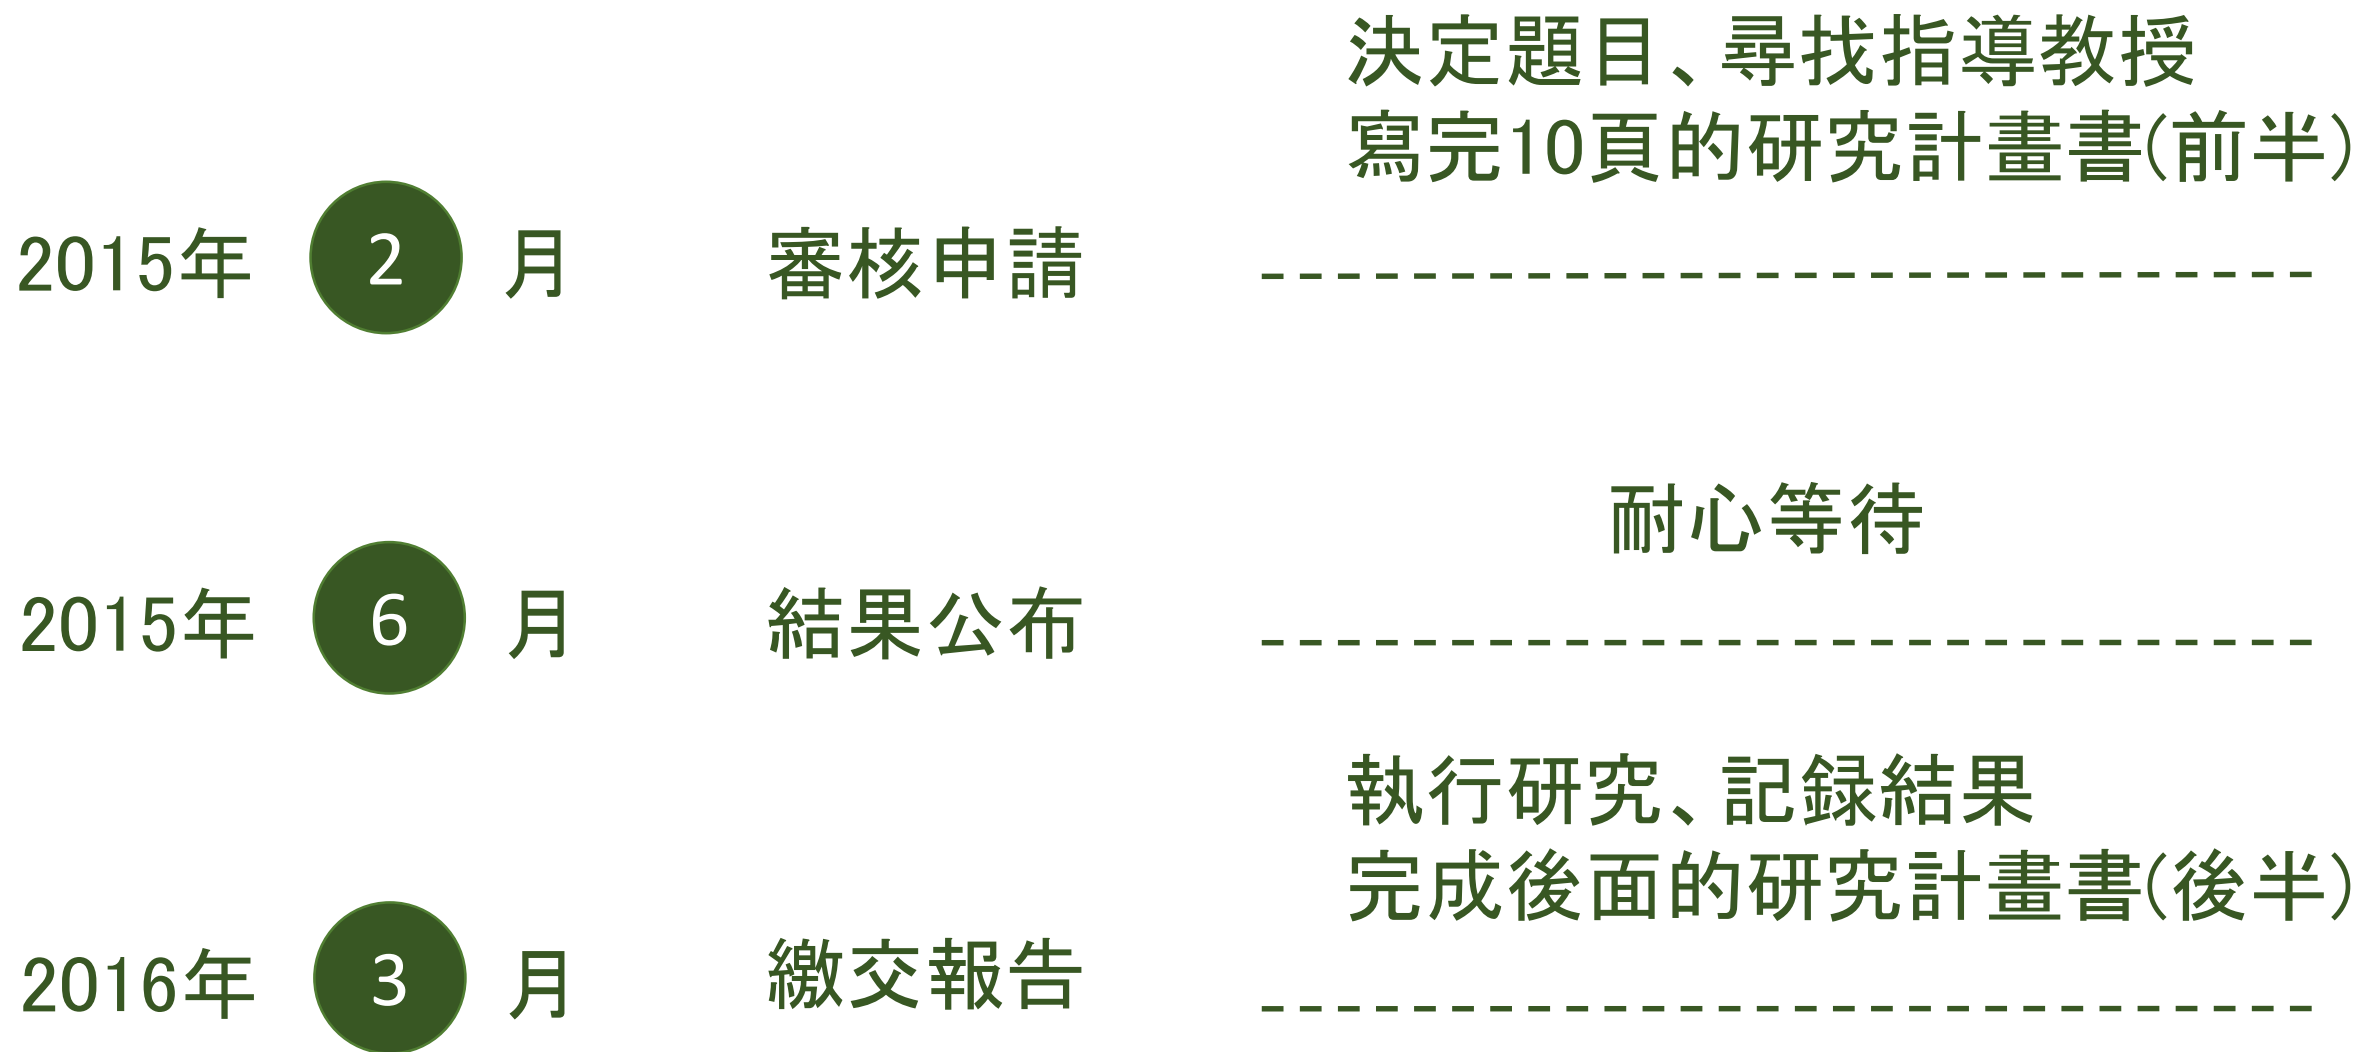 決定題目、尋找指導教授
寫完10頁的研究計畫書(前半)
2015年 2 月 審核申請
耐心等待
2015年 6 月 結果公布
執行研究、記録結果
完成後面的研究計畫書(後半)
2016年 3 月 繳交報告